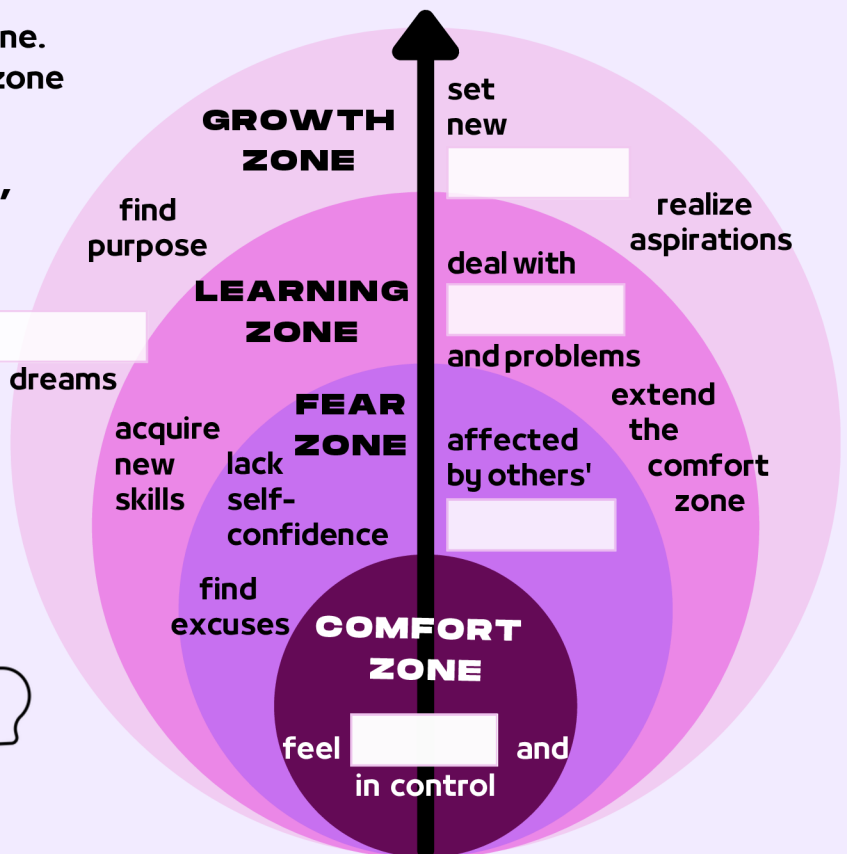 ne.
zone
,
GROWTH
ZONE
set
new
find
purpose
realize
aspirations
LEARNING
ZONE
deal with
and problems
dreams
acquire
new
skills
extend
the
comfort
zone
FEAR
ZONE
lack
self-
confidence
affected
by others'
find
excuses
COMFORT
ZONE
feel
and
in control